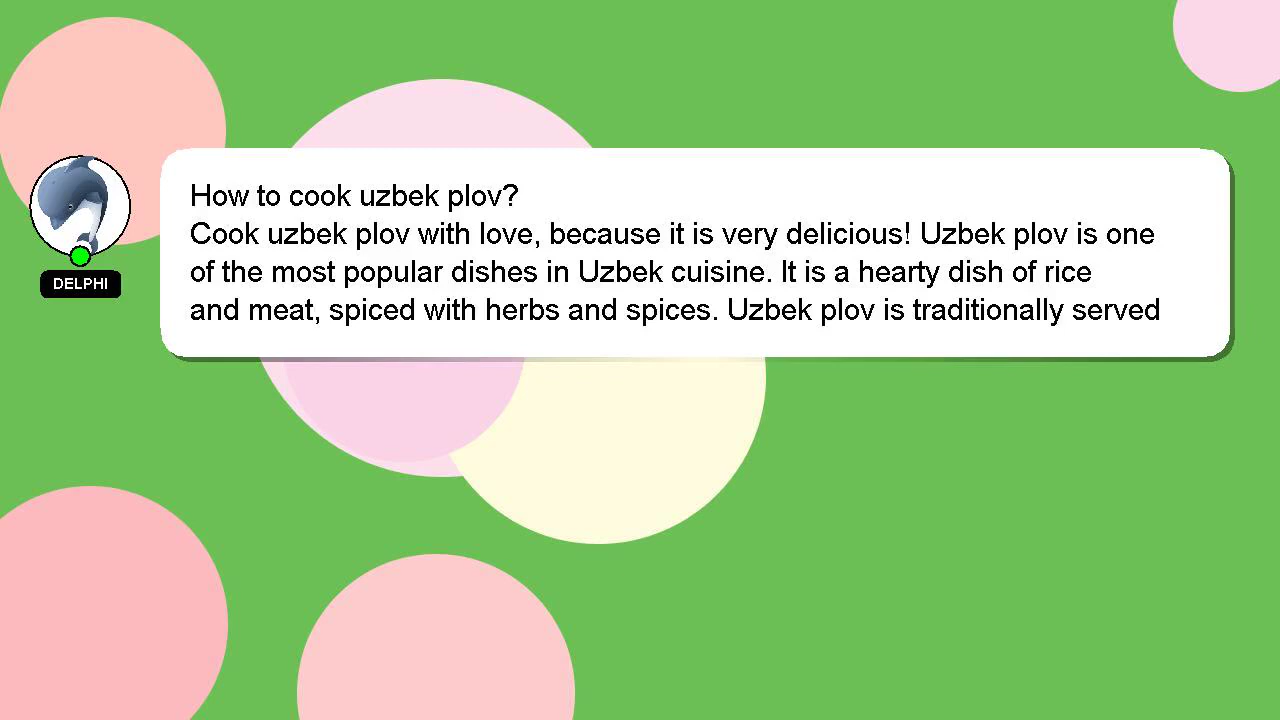 How to cook uzbek plov?
Cook uzbek plov with love, because it is very delicious! Uzbek plov is one
of the most popular dishes in Uzbek cuisine. It is a hearty dish of rice
and meat, spiced with herbs and spices. Uzbek plov is traditionally served
DELPHI